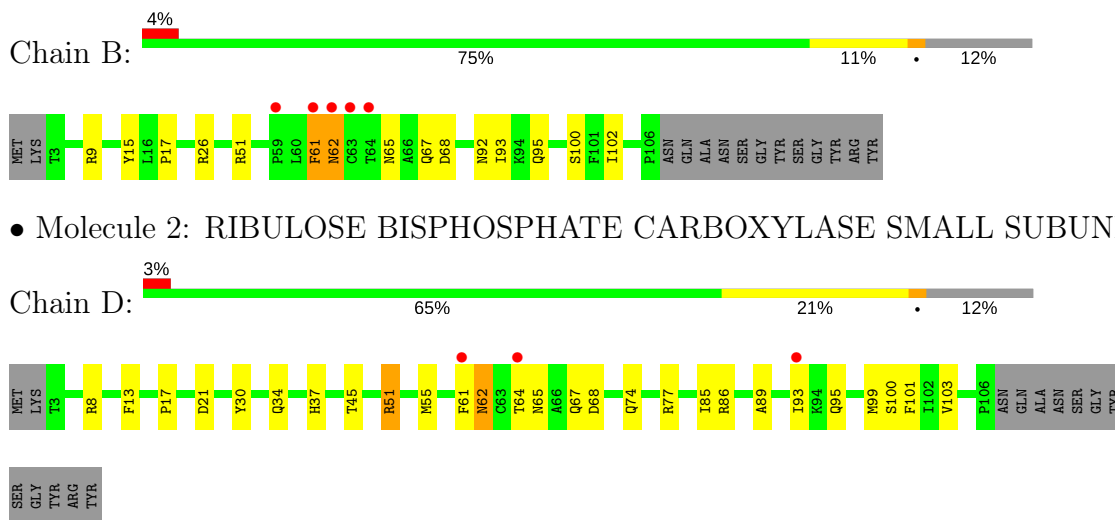 4%
Chain B:
75% 11% • 12%
MET LYS T3 R9 Y15 L16 P17 R26 R51 P59 L60 F61 N62 C63 T64 N65 A66 Q67 D68 N92 I93 K94 Q95 S100 F101 I102 P106 ASN GLN ALA ASN SER GLY TYR SER GLY TYR ARG TYR
• Molecule 2: RIBULOSE BISPHOSPHATE CARBOXYLASE SMALL SUBUN
3%
Chain D:
65% 21% • 12%
MET LYS T3 R8 F13 P17 D21 Y30 Q34 H37 T45 R51 M55 F61 N62 C63 T64 N65 A66 Q67 D68 Q74 R77 I85 R86 A89 I93 K94 Q95 M99 S100 F101 I102 V103 P106 ASN GLN ALA ASN SER GLY TYR
SER GLY TYR ARG TYR